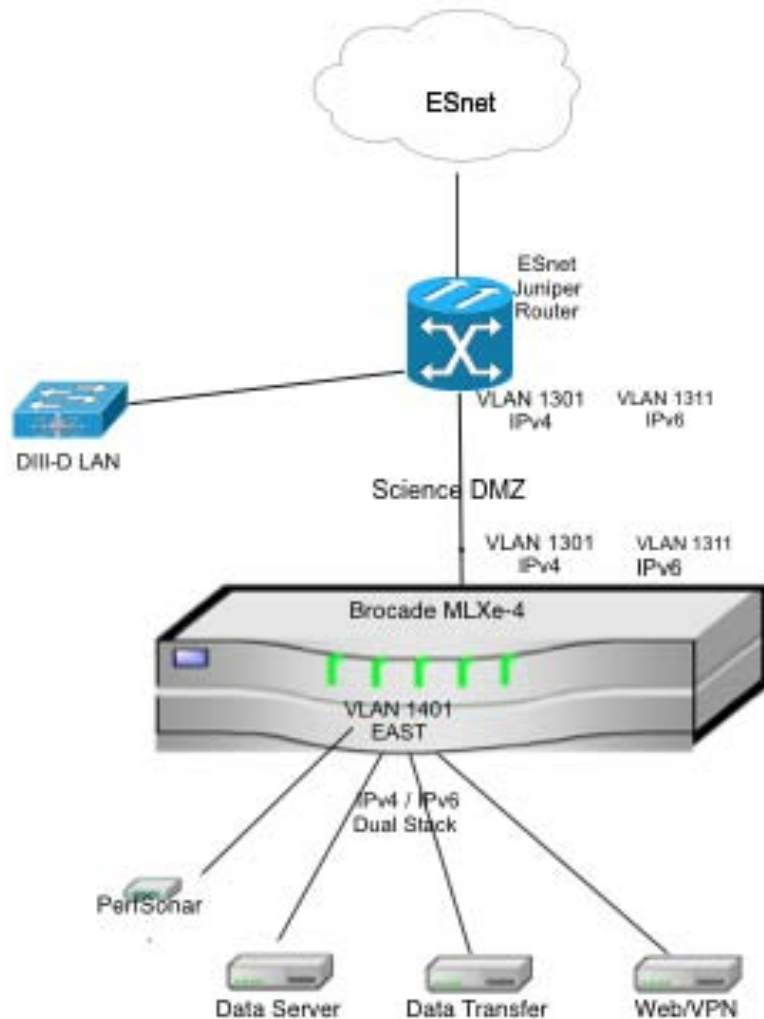 ESnet
ESnet
Juniper
Router
VLAN 1301
IPv4
VLAN 1311
IPv6
DIII-D LAN
Science DMZ
VLAN 1301
IPv4
VLAN 1311
IPv6
Brocade MLXe-4
VLAN 1401
EAST
IPv4 / IPv6
Dual Stack
PerfSonar
Data Server
Data Transfer
Web/VPN